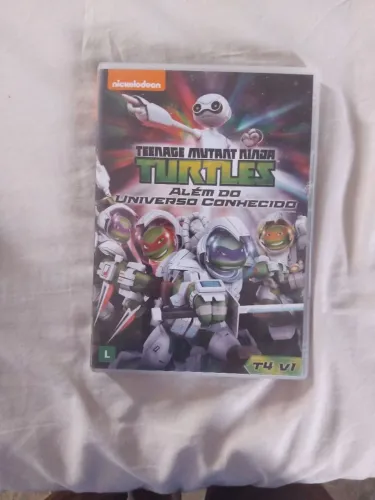 nickelodeon
TEENAGE MUTANT NINJA
TURTLES
ALÉM DO
UNIVERSO CONHECIDO
L
T4 V1